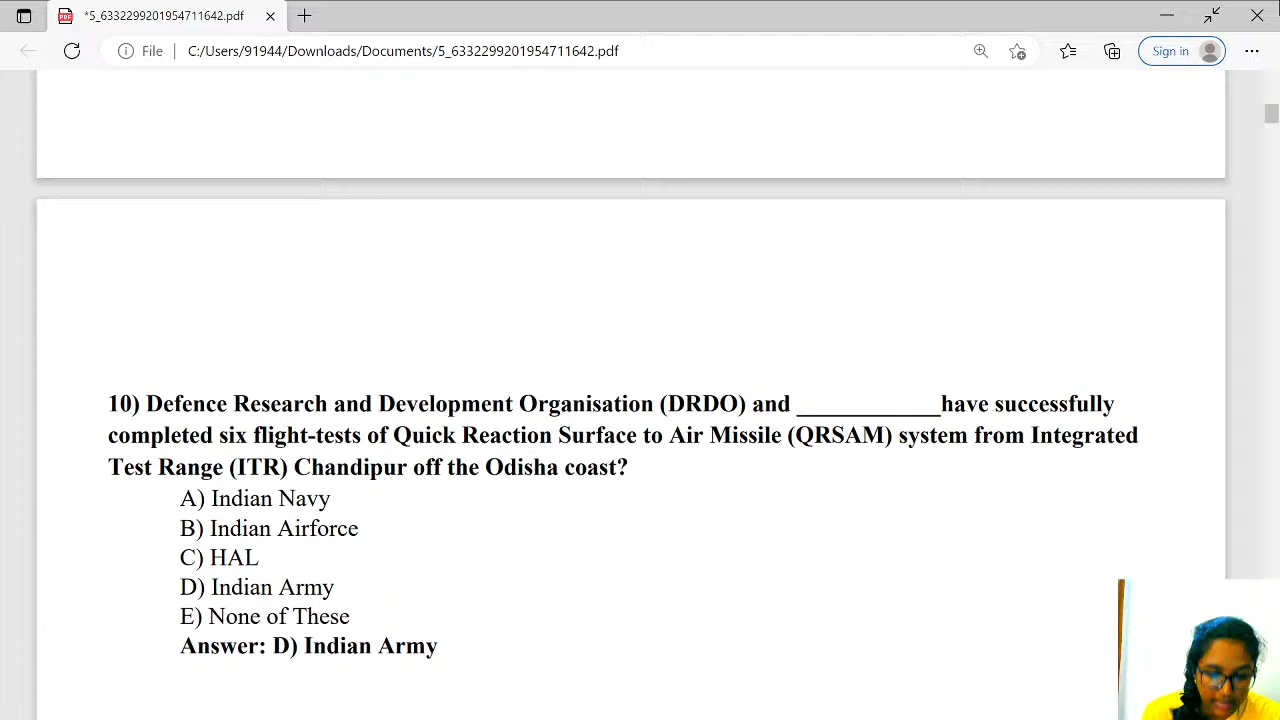 *5_6332299201954711642.pdf
File
C:/Users/91944/Downloads/Documents/5_6332299201954711642.pdf
Sign in
10) Defence Research and Development Organisation (DRDO) and ____________have successfully
completed six flight-tests of Quick Reaction Surface to Air Missile (QRSAM) system from Integrated
Test Range (ITR) Chandipur off the Odisha coast?
A) Indian Navy
B) Indian Airforce
C) HAL
D) Indian Army
E) None of These
Answer: D) Indian Army